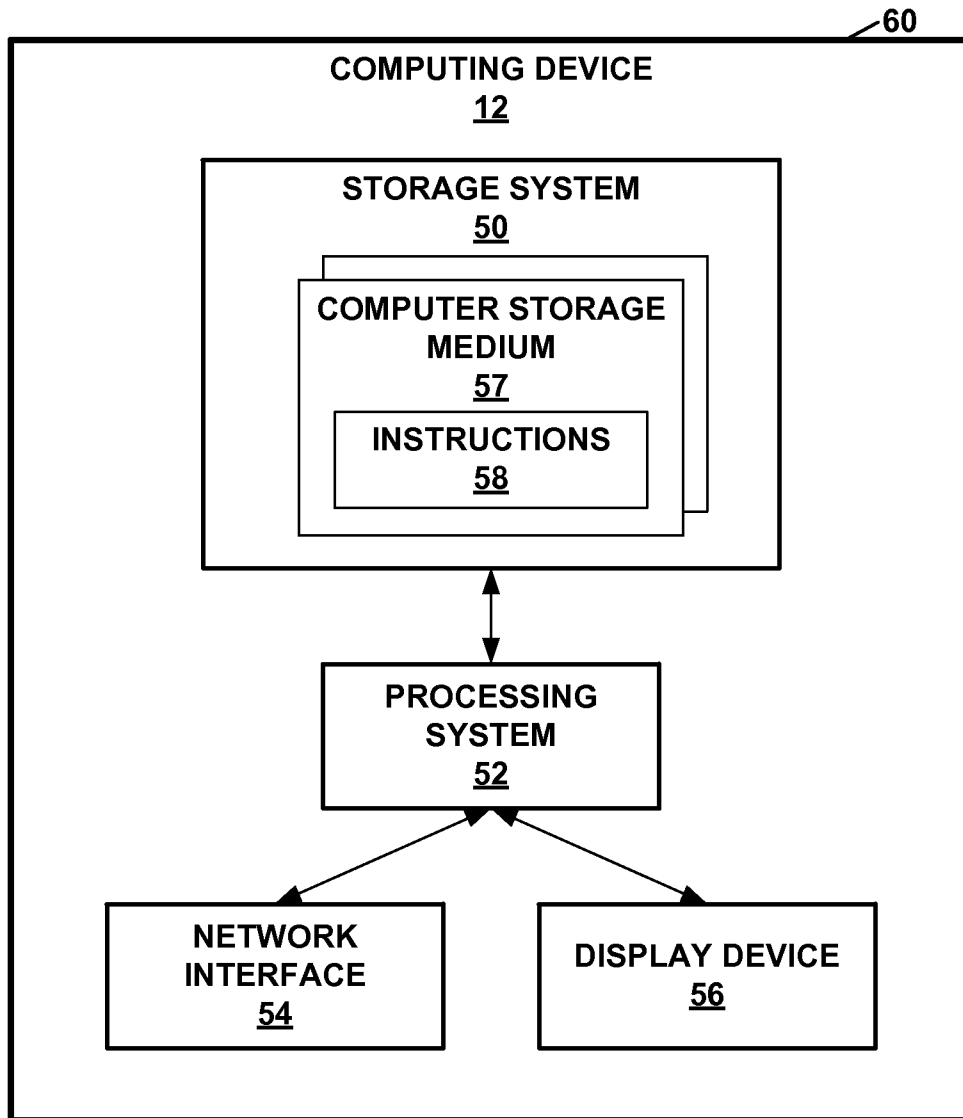 60
COMPUTING DEVICE
12
STORAGE SYSTEM
50
COMPUTER STORAGE
MEDIUM
57
INSTRUCTIONS
58
PROCESSING
SYSTEM
52
NETWORK
INTERFACE
54
DISPLAY DEVICE
56